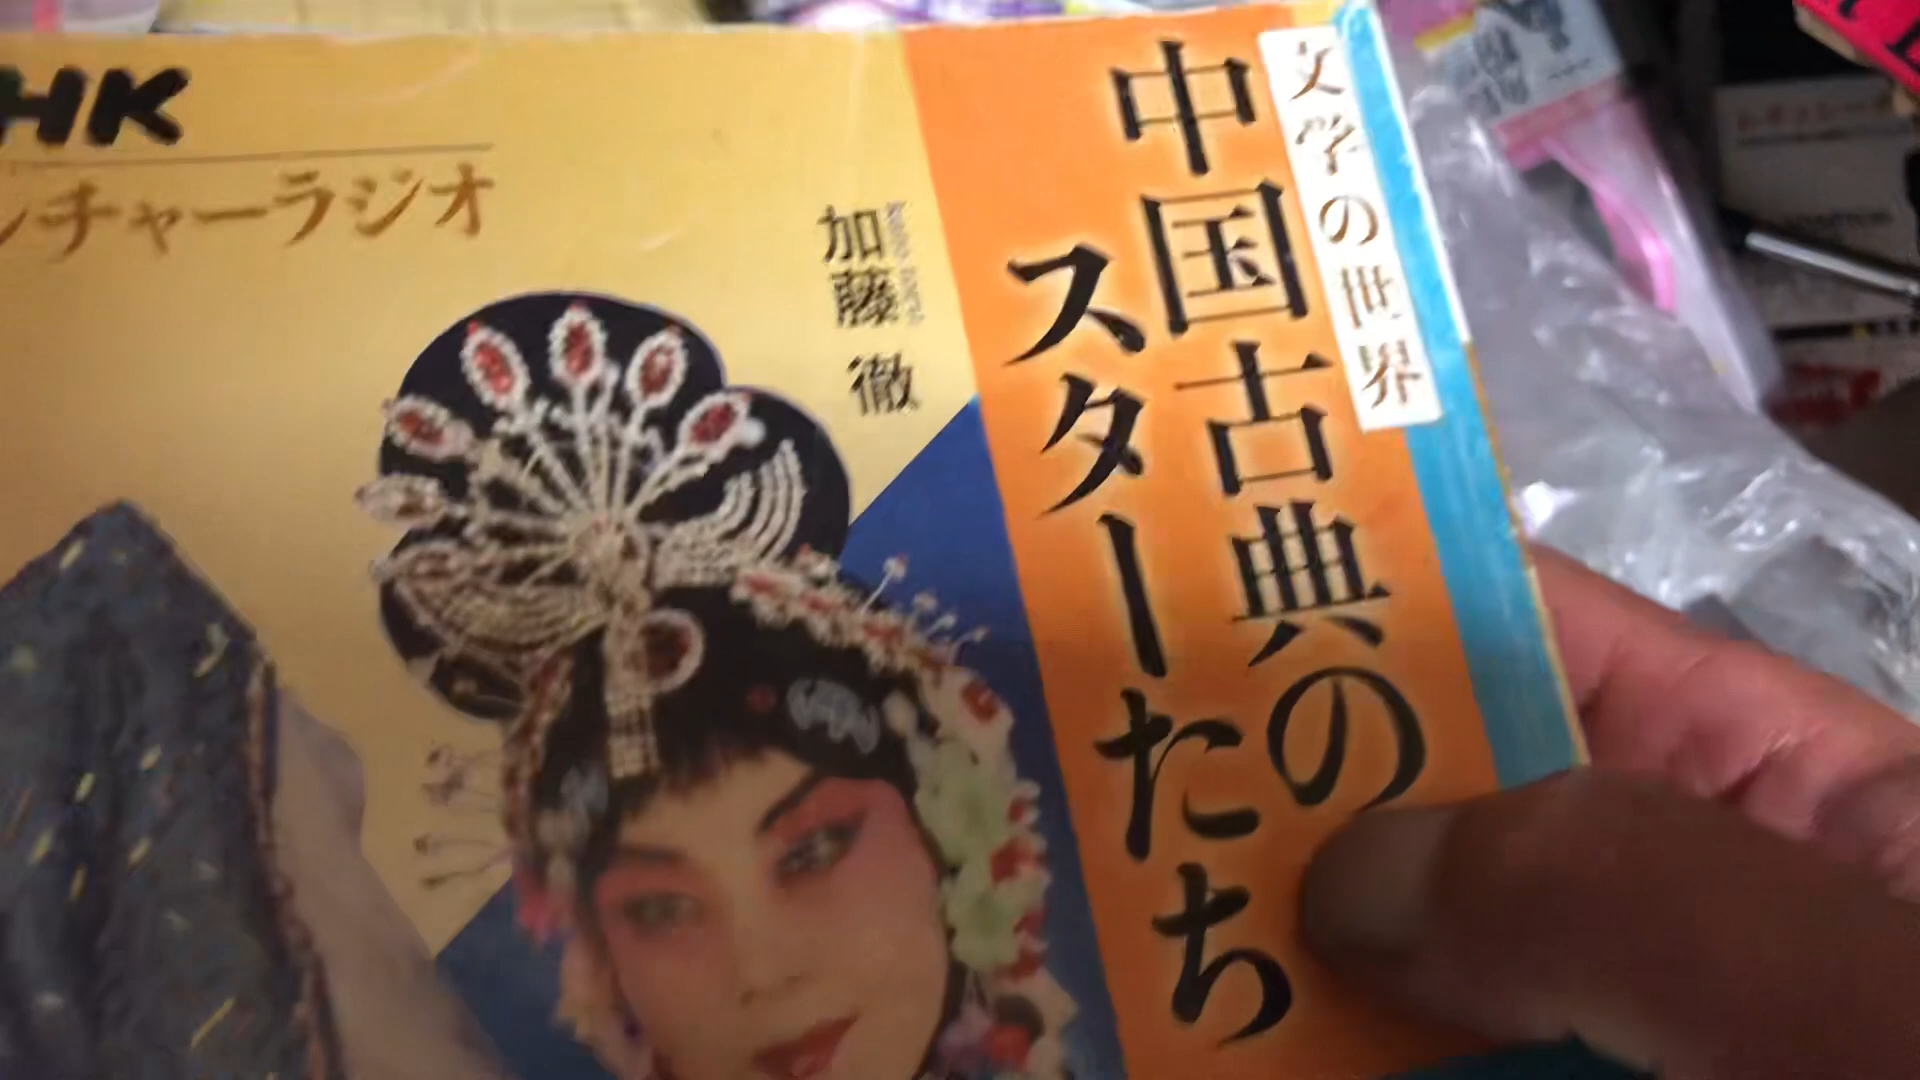 HK
ンチャーラジオ
加藤 徹
文学の世界
中国古典の
スターたち